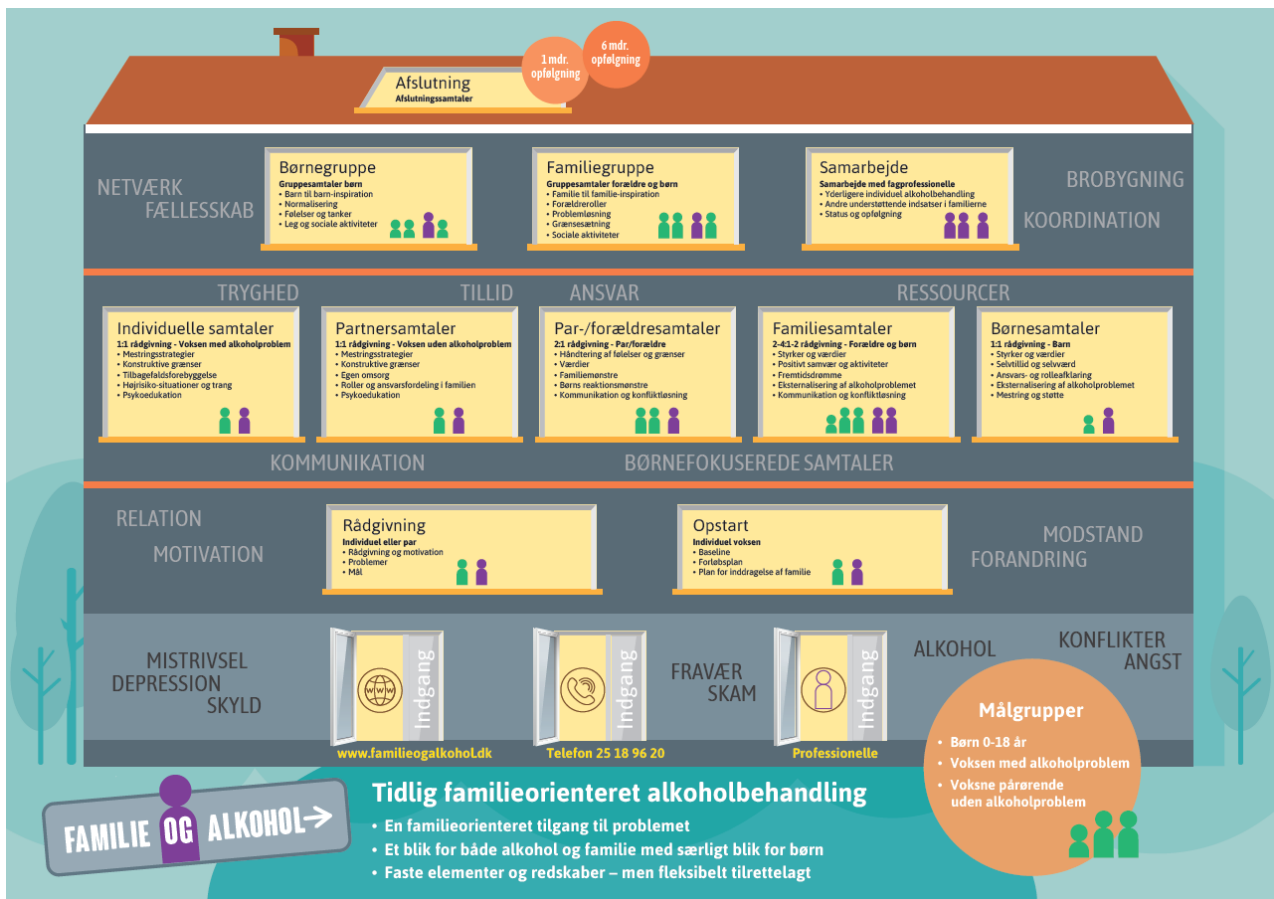 1 mdr.
opfølgning
6 mdr.
opfølgning
Afslutning
Afslutningssamtaler
NETVÆRK
FÆLLESSKAB
Børnegruppe
Gruppesamtaler børn
• Barn til barn-inspiration
• Normalisering
• Følelser og tanker
• Leg og sociale aktiviteter
Familiegruppe
Gruppesamtaler forældre og børn
• Familie til familie-inspiration
• Forældreroller
• Problemløsning
• Grænsesætning
• Sociale aktiviteter
Samarbejde
Samarbejde med fagprofessionelle
• Yderligere individuel alkoholbehandling
• Andre understøttende indsatser i familierne
• Status og opfølgning
BROBYGNING
KOORDINATION
TRYGHED
TILLID
ANSVAR
RESSOURCER
Individuelle samtaler
1:1 rådgivning - Voksen med alkoholproblem
• Mestringsstrategier
• Konstruktive grænser
• Tilbagefaldsforebyggelse
• Højrisiko-situationer og trang
• Psykoedukation
Partnersamtaler
1:1 rådgivning - Voksen uden alkoholproblem
• Mestringsstrategier
• Konstruktive grænser
• Egen omsorg
• Roller og ansvarsfordeling i familien
• Psykoedukation
Par-/forældresamtaler
2:1 rådgivning - Par/forældre
• Håndtering af følelser og grænser
• Værdier
• Familiemønstre
• Børns reaktionsmønstre
• Kommunikation og konfliktløsning
Familiesamtaler
2-4:1-2 rådgivning - Forældre og børn
• Styrker og værdier
• Positivt samvær og aktiviteter
• Fremtidsdrømme
• Eksternalisering af alkoholproblemet
• Kommunikation og konfliktløsning
Børnesamtaler
1:1 rådgivning - Barn
• Styrker og værdier
• Selvtillid og selvværd
• Ansvars- og rolleafklaring
• Eksternalisering af alkoholproblemet
• Mestring og støtte
KOMMUNIKATION
BØRNEFOKUSEREDE SAMTALER
RELATION
MOTIVATION
Rådgivning
Individuel eller par
• Rådgivning og motivation
• Problemer
• Mål
Opstart
Individuel voksen
• Baseline
• Forløbsplan
• Plan for inddragelse af familie
MODSTAND
FORANDRING
MISTRIVSEL
DEPRESSION
SKYLD
www
Indgang
www.familieogalkohol.dk
Indgang
Telefon 25 18 96 20
FRAVÆR
SKAM
Indgang
Professionelle
ALKOHOL
KONFLIKTER
ANGST
Målgrupper
• Børn 0-18 år
• Voksen med alkoholproblem
• Voksne pårørende
uden alkoholproblem
FAMILIE OG ALKOHOL
Tidlig familieorienteret alkoholbehandling
• En familieorienteret tilgang til problemet
• Et blik for både alkohol og familie med særligt blik for børn
• Faste elementer og redskaber – men fleksibelt tilrettelagt